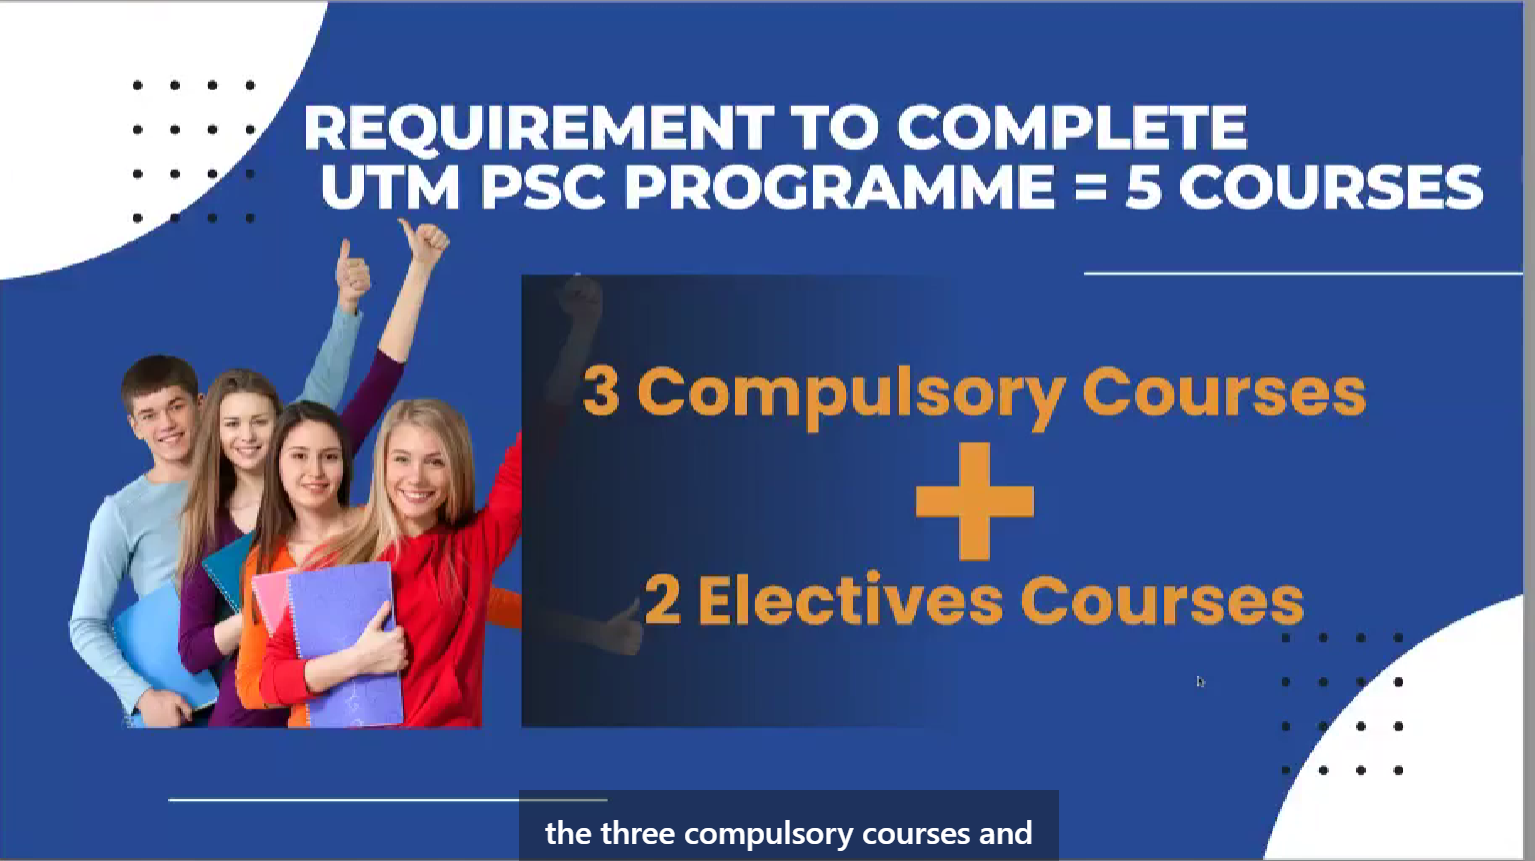 REQUIREMENT TO COMPLETE
UTM PSC PROGRAMME = 5 COURSES
3 Compulsory Courses
+
2 Electives Courses
the three compulsory courses and